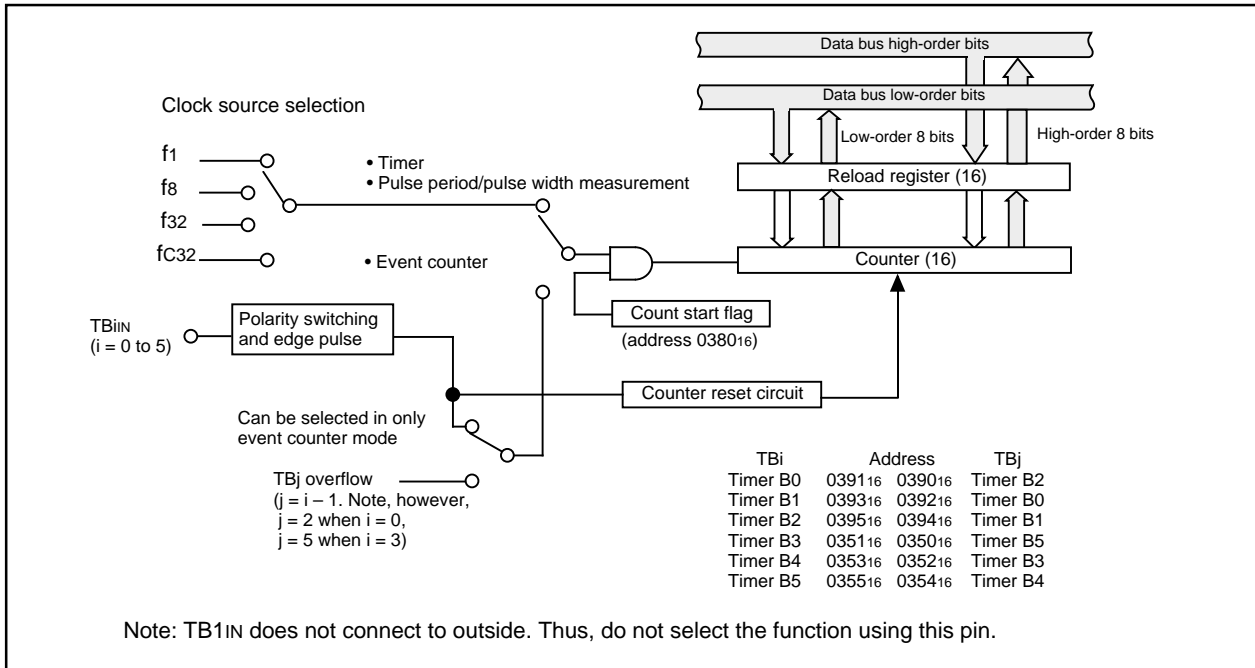 Data bus high-order bits
Data bus low-order bits
Clock source selection
Low-order 8 bits
High-order 8 bits
f1
f8
f32
fC32
• Timer
• Pulse period/pulse width measurement
Reload register (16)
• Event counter
Counter (16)
TBiIN
(i = 0 to 5)
Polarity switching
and edge pulse
Count start flag
(address 038016)
Counter reset circuit
Can be selected in only
event counter mode
TBj overflow
(j = i – 1. Note, however,
j = 2 when i = 0,
j = 5 when i = 3)
TBi Address TBj
Timer B0 039116 039016 Timer B2
Timer B1 039316 039216 Timer B0
Timer B2 039516 039416 Timer B1
Timer B3 035116 035016 Timer B5
Timer B4 035316 035216 Timer B3
Timer B5 035516 035416 Timer B4
Note: TB1IN does not connect to outside. Thus, do not select the function using this pin.